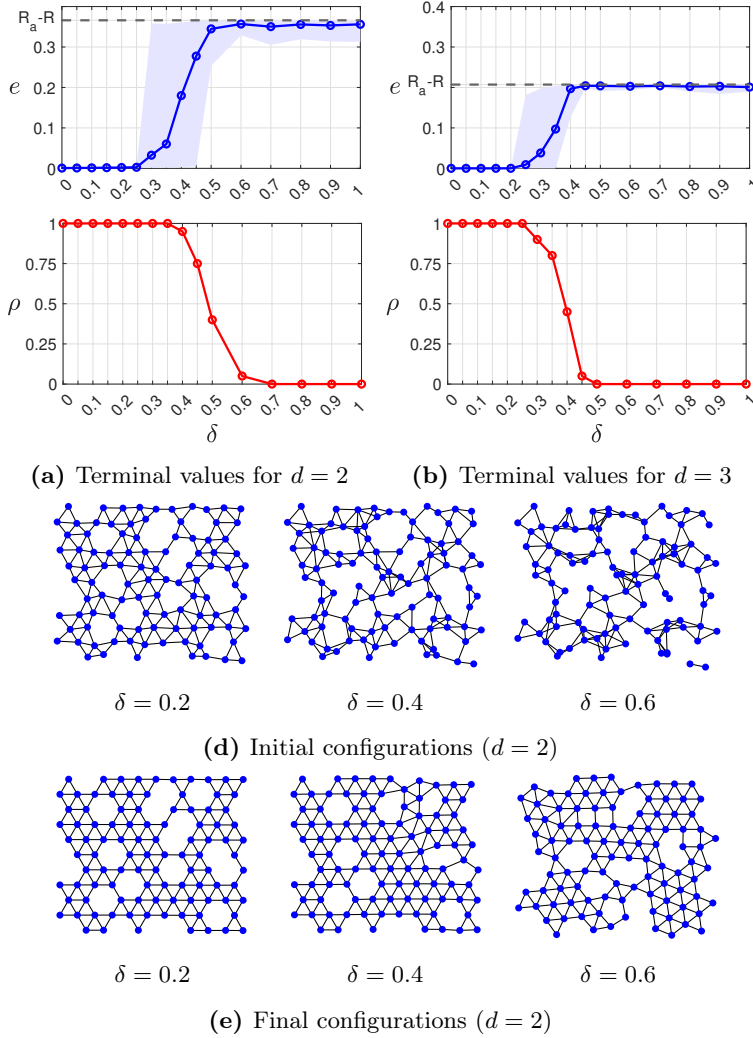 R_a-R
0.3
0.2
0.1
0
e
0 0.1 0.2 0.3 0.4 0.5 0.6 0.7 0.8 0.9 1
0.4
0.3
R_a-R
0.1
0
e
0 0.1 0.2 0.3 0.4 0.5 0.6 0.7 0.8 0.9 1
1
0.75
0.5
0.25
0
ρ
0 0.1 0.2 0.3 0.4 0.5 0.6 0.7 0.8 0.9 1
δ
1
0.75
0.5
0.25
0
ρ
0 0.1 0.2 0.3 0.4 0.5 0.6 0.7 0.8 0.9 1
δ
(a) Terminal values for d = 2
(b) Terminal values for d = 3
δ = 0.2 δ = 0.4 δ = 0.6
(d) Initial configurations (d = 2)
δ = 0.2 δ = 0.4 δ = 0.6
(e) Final configurations (d = 2)